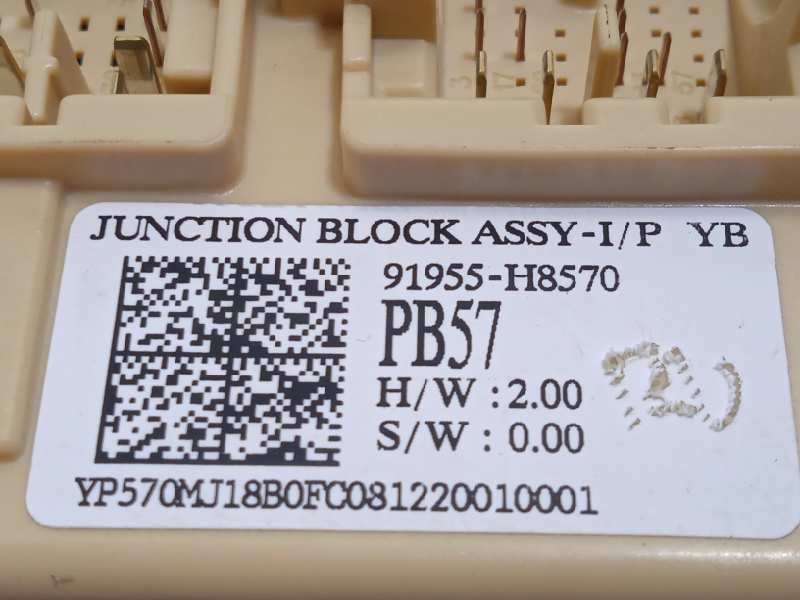 JUNCTION BLOCK ASSY-I/P YB
91955-H8570
PB57
H/W : 2.00
S/W : 0.00
YP570MJ18B0FC081220010001